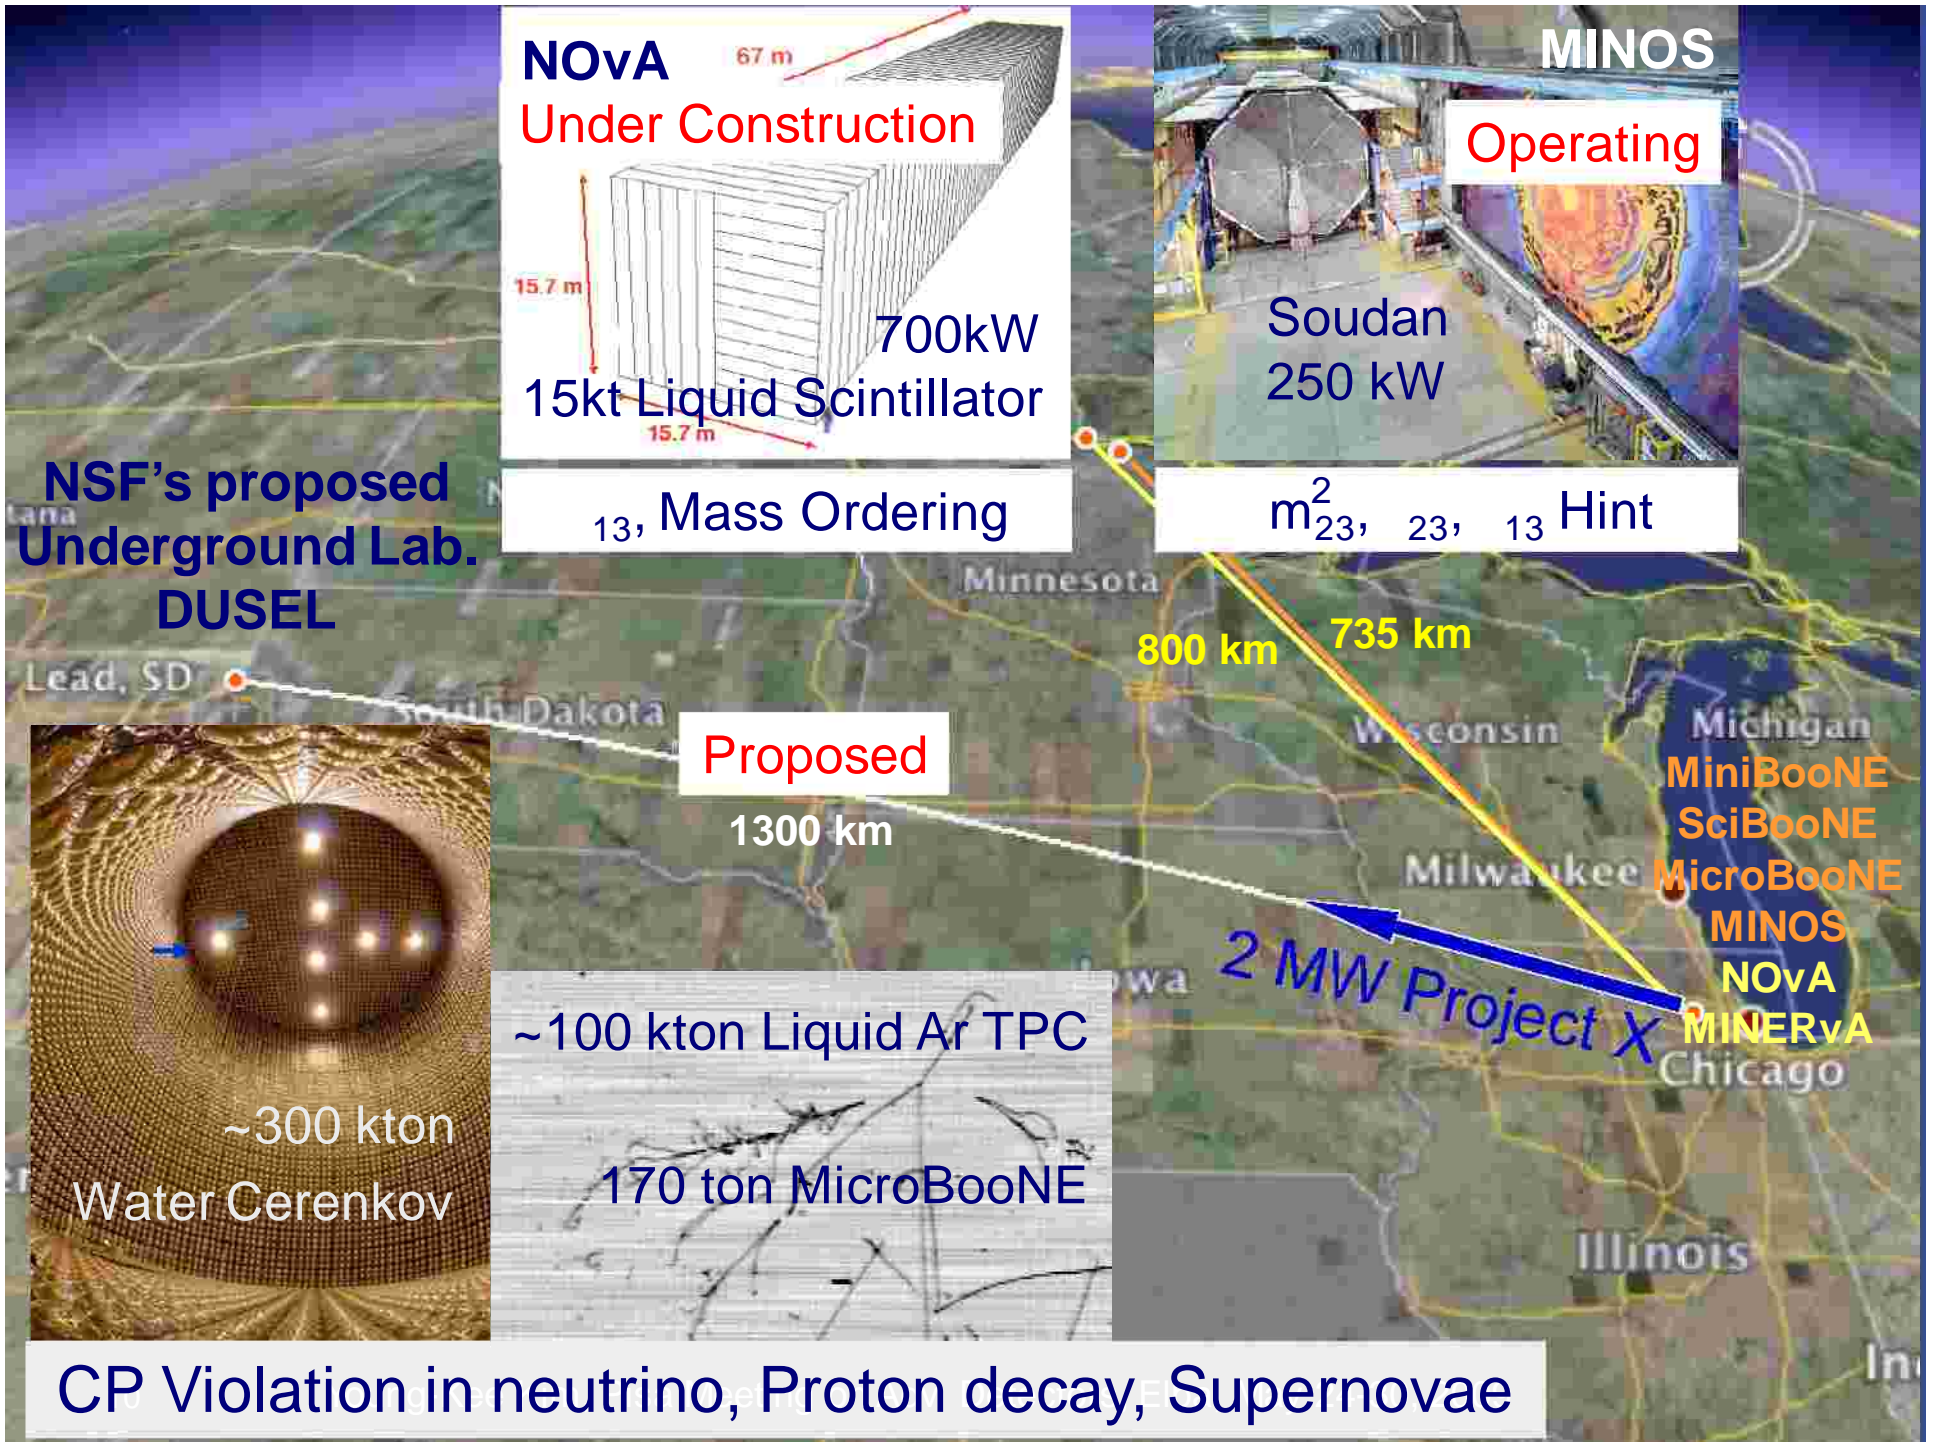 NOvA
67 m
Under Construction
15.7 m
700kW
15kt Liquid Scintillator
15.7 m
13, Mass Ordering
MINOS
Operating
Soudan
250 kW
m²23, 23, 13 Hint
NSF’s proposed
Underground Lab.
DUSEL
tana
Minnesota
800 km
735 km
Lead, SD
South Dakota
Wisconsin
Michigan
Proposed
1300 km
MiniBooNE
SciBooNE
Milwaukee
MicroBooNE
MINOS
NOvA
MINERvA
2 MW Project X
Iowa
Chicago
~100 kton Liquid Ar TPC
170 ton MicroBooNE
~300 kton
Water Cerenkov
Illinois
In
CP Violation in neutrino, Proton decay, Supernovae